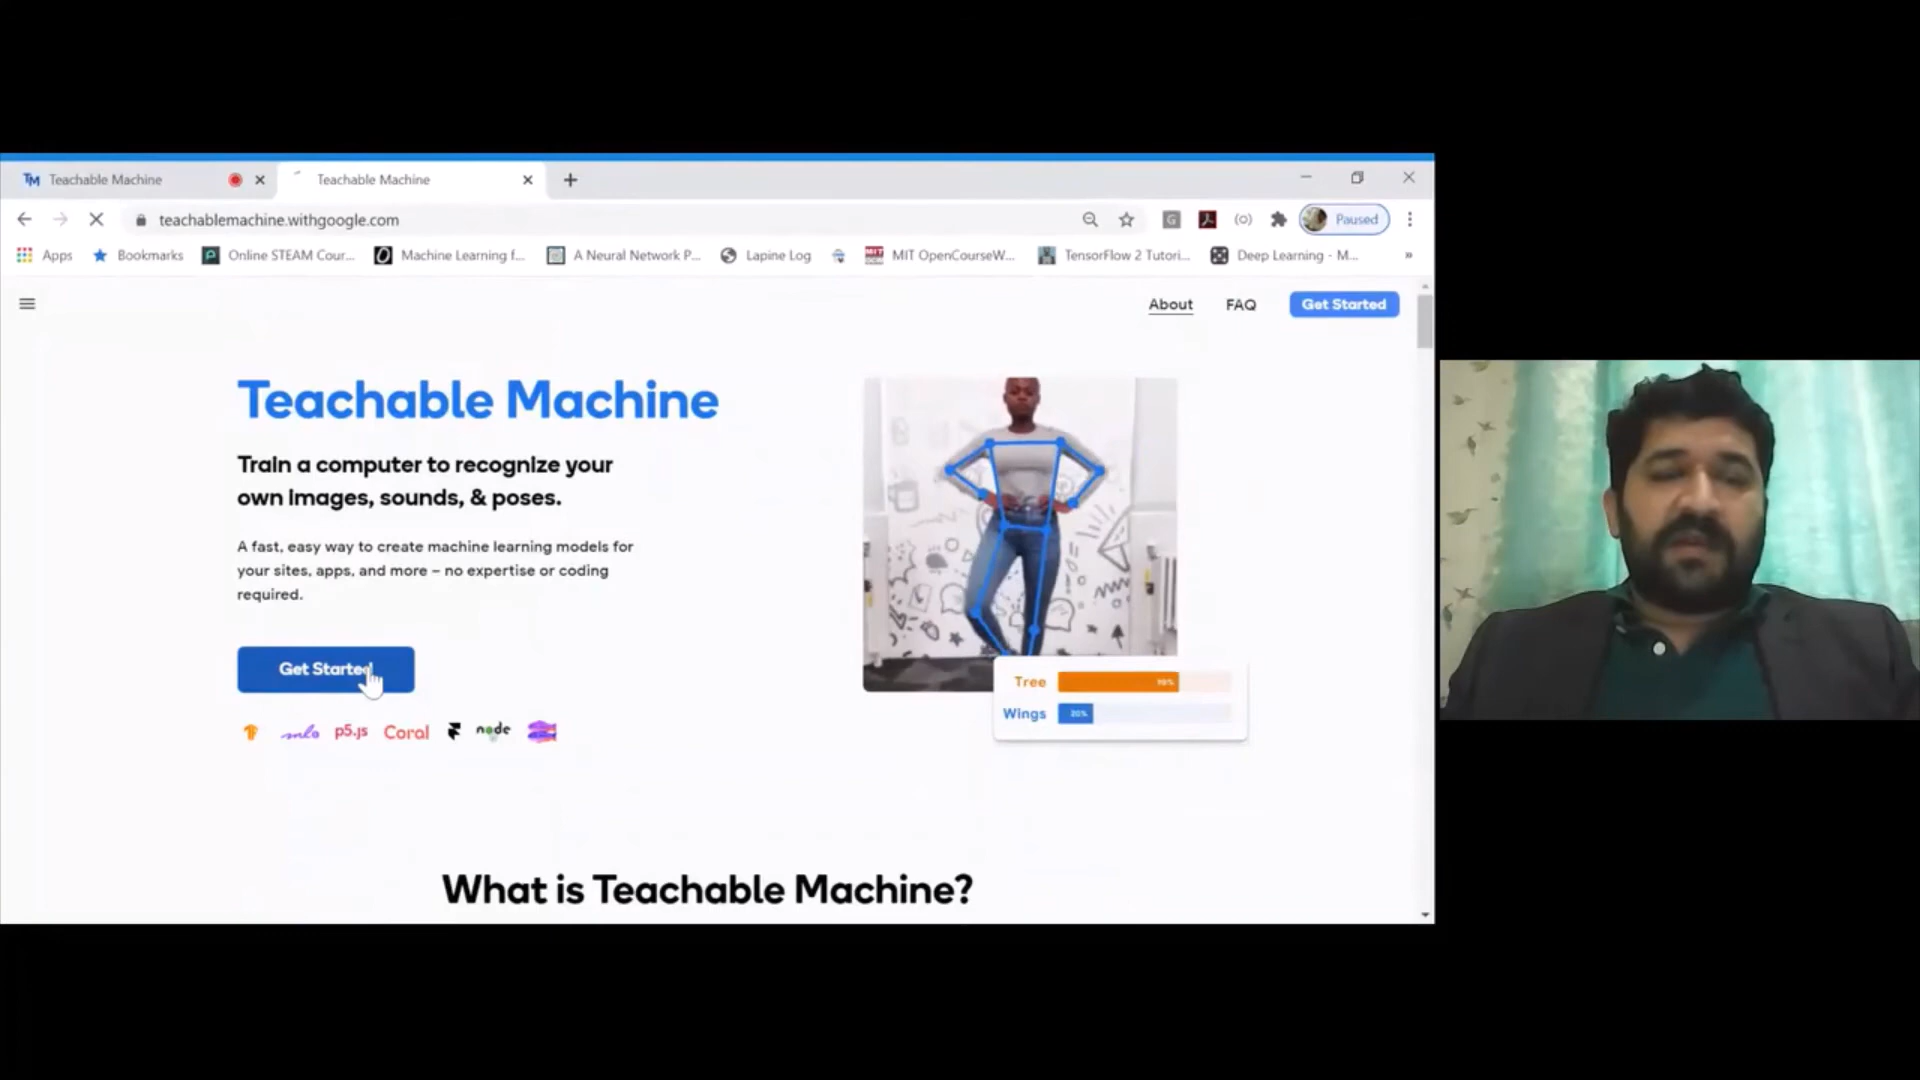 Teachable Machine
Teachable Machine
teachablemachine.withgoogle.com
Paused
Apps
Bookmarks
Online STEAM Cour...
Machine Learning f...
A Neural Network P...
Lapine Log
MIT OpenCourseW...
TensorFlow 2 Tutori...
Deep Learning - M...
About
FAQ
Get Started
Teachable Machine
Train a computer to recognize your
own images, sounds, & poses.
A fast, easy way to create machine learning models for
your sites, apps, and more – no expertise or coding
required.
Get Started
p5.js
Coral
node
Tree
Wings
20%
What is Teachable Machine?